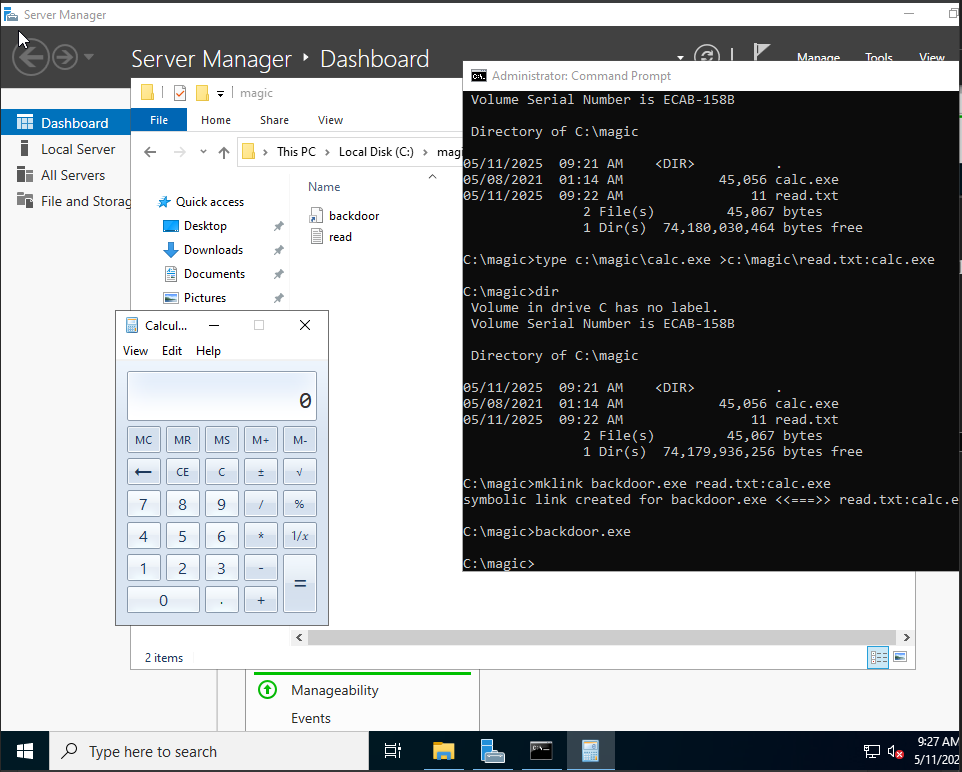 Server Manager
Server Manager ‣ Dashboard
Manage Tools View
Dashboard
Local Server
All Servers
File and Storag
magic
File Home Share View
This PC > Local Disk (C:) > magi
Quick access
Desktop
Downloads
Documents
Pictures
Name
backdoor
read
2 items
Calcul...
View Edit Help
0
MC MR MS M+ M-
← CE C ± √
7 8 9 / %
4 5 6 * 1/x
1 2 3 - =
0 . +
Administrator: Command Prompt
Volume Serial Number is ECAB-158B
Directory of C:\magic
05/11/2025 09:21 AM <DIR> .
05/08/2021 01:14 AM 45,056 calc.exe
05/11/2025 09:22 AM 11 read.txt
2 File(s) 45,067 bytes
1 Dir(s) 74,180,030,464 bytes free
C:\magic>type c:\magic\calc.exe >c:\magic\read.txt:calc.exe
C:\magic>dir
Volume in drive C has no label.
Volume Serial Number is ECAB-158B
Directory of C:\magic
05/11/2025 09:21 AM <DIR> .
05/08/2021 01:14 AM 45,056 calc.exe
05/11/2025 09:22 AM 11 read.txt
2 File(s) 45,067 bytes
1 Dir(s) 74,179,936,256 bytes free
C:\magic>mklink backdoor.exe read.txt:calc.exe
symbolic link created for backdoor.exe <<===>> read.txt:calc.e
C:\magic>backdoor.exe
C:\magic>
Manageability
Events
Type here to search
9:27 AM
5/11/202